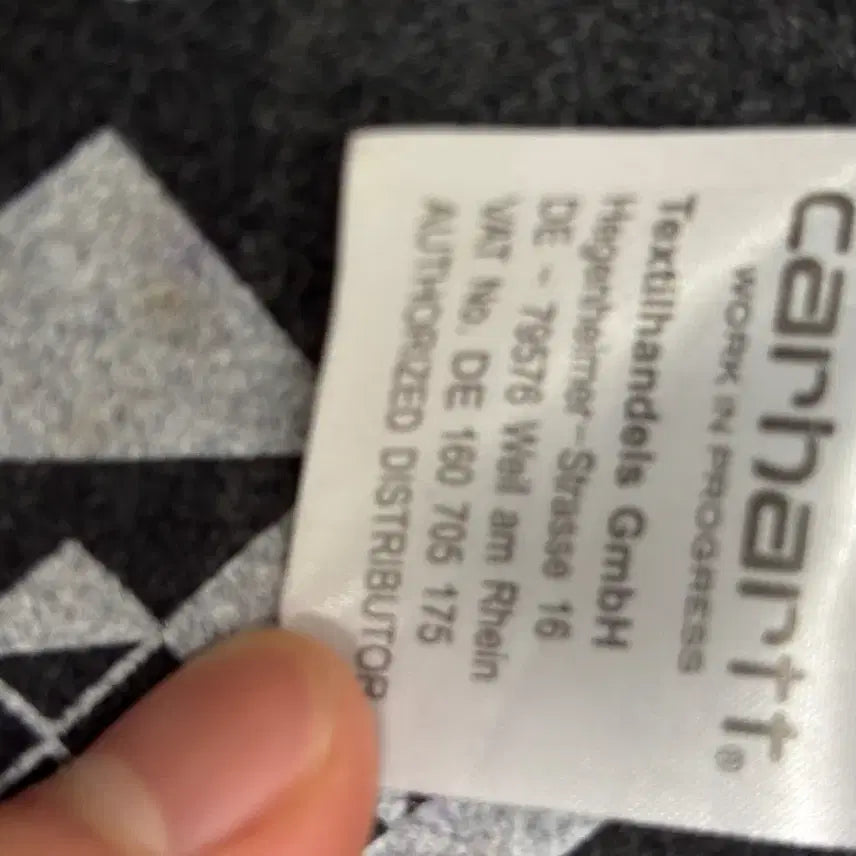 carhartt®
WORK IN PROGRESS
Textilhandels GmbH
Hegenheimer-Strasse 16
DE - 79576 Weil am Rhein
VAT No. DE 160 705 175
AUTHORIZED DISTRIBUTOR